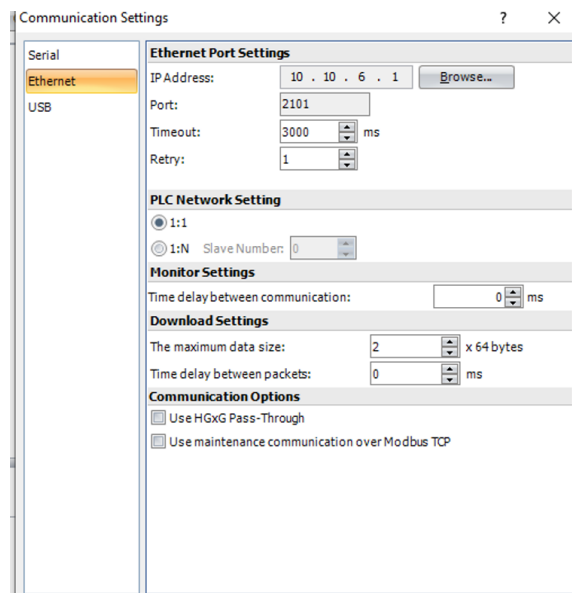 Communication Settings
?
Serial
Ethernet
USB
Ethernet Port Settings
IP Address: 10 . 10 . 6 . 1 Browse...
Port: 2101
Timeout: 3000 ms
Retry: 1
PLC Network Setting
1:1
1:N Slave Number: 0
Monitor Settings
Time delay between communication: 0 ms
Download Settings
The maximum data size: 2 x 64 bytes
Time delay between packets: 0 ms
Communication Options
Use HGxG Pass-Through
Use maintenance communication over Modbus TCP